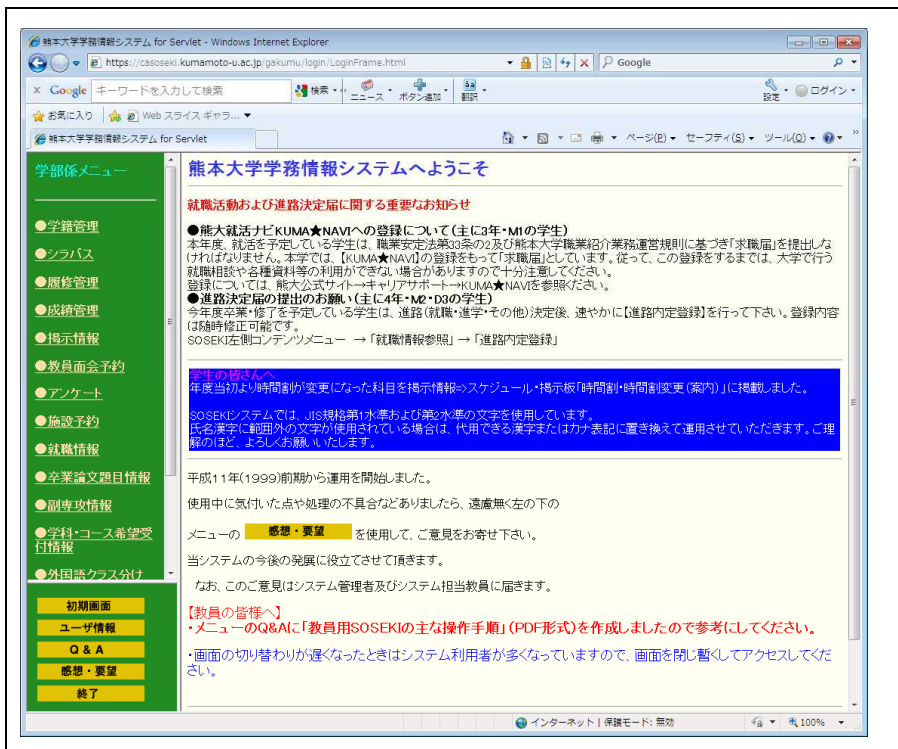 熊本大学学務情報システム for Servlet - Windows Internet Explorer
https://casoseki.kumamoto-u.ac.jp/gakumu/login/LoginFrame.html
Google
× Google キーワードを入力して検索 検索 ニュース ボタン追加 翻訳 設定 ログイン
お気に入り Web スライス ギャラ...
熊本大学学務情報システム for Servlet
ページ(P) セーフティ(S) ツール(O)
学部係メニュー
●学籍管理
●シラバス
●履修管理
●成績管理
●掲示情報
●教員面会予約
●アンケート
●施設予約
●就職情報
●卒業論文題目情報
●副専攻情報
●学科・コース希望受
付情報
●外国語クラス分け
初期画面
ユーザ情報
Q & A
感想・要望
終了
熊本大学学務情報システムへようこそ
就職活動および進路決定届に関する重要なお知らせ
●熊大就活ナビKUMA★NAVIへの登録について(主に3年・M1の学生)
本年度、就活を予定している学生は、職業安定法第33条の2及び熊本大学職業紹介業務運営規則に基づき「求職届」を提出しな
ければなりません。本学では、【KUMA★NAVI】の登録をもって「求職届」としています。従って、この登録をするまでは、大学で行う
就職相談や各種資料等の利用ができない場合がありますので十分注意してください。
登録については、熊大公式サイト→キャリアサポート→KUMA★NAVIを参照ください。
●進路決定届の提出のお願い(主に4年・M2・D3の学生)
今年度卒業・修了を予定している学生は、進路(就職・進学・その他)決定後、速やかに【進路内定登録】を行って下さい。登録内容
は随時修正可能です。
SOSEKI左側コンテンツメニュー →「就職情報参照」→「進路内定登録」
学生の皆さんへ
年度当初より時間割が変更になった科目を掲示情報=>スケジュール・掲示板「時間割・時間割変更(案内)」に掲載しました。
SOSEKIシステムでは、JIS規格第1水準および第2水準の文字を使用しています。
氏名漢字に範囲外の文字が使用されている場合は、代用できる漢字またはカナ表記に置き換えて運用させていただきます。ご理
解のほど、よろしくお願いいたします。
平成11年(1999)前期から運用を開始しました。
使用中に気付いた点や処理の不具合などありましたら、遠慮無く左の下の
メニューの 感想・要望 を使用して、ご意見をお寄せ下さい。
当システムの今後の発展に役立てさせて頂きます。
なお、このご意見はシステム管理者及びシステム担当教員に届きます。
【教員の皆様へ】
・メニューのQ&Aに「教員用SOSEKIの主な操作手順」(PDF形式)を作成しましたので参考にしてください。
・画面の切り替わりが遅くなったときはシステム利用者が多くなっていますので、画面を閉じ暫くしてアクセスしてくだ
さい。
インターネット | 保護モード: 無効 100%